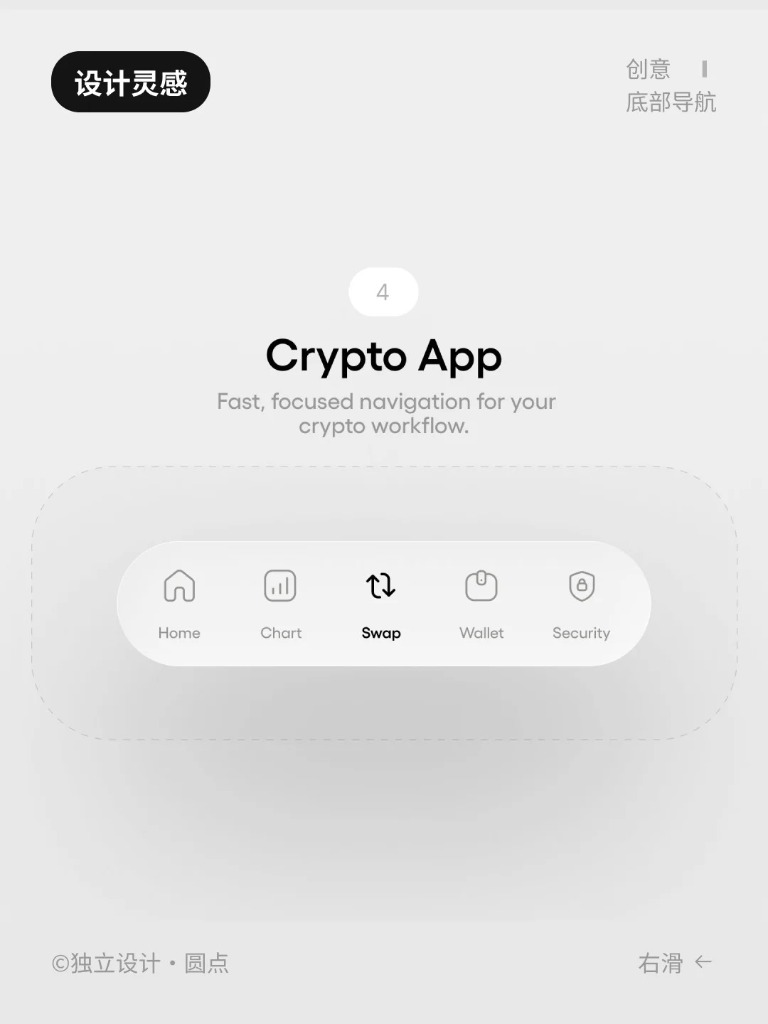 设计灵感
创意
底部导航
4
Crypto App
Fast, focused navigation for your
crypto workflow.
Home
Chart
Swap
Wallet
Security
©独立设计・圆点
右滑 ←